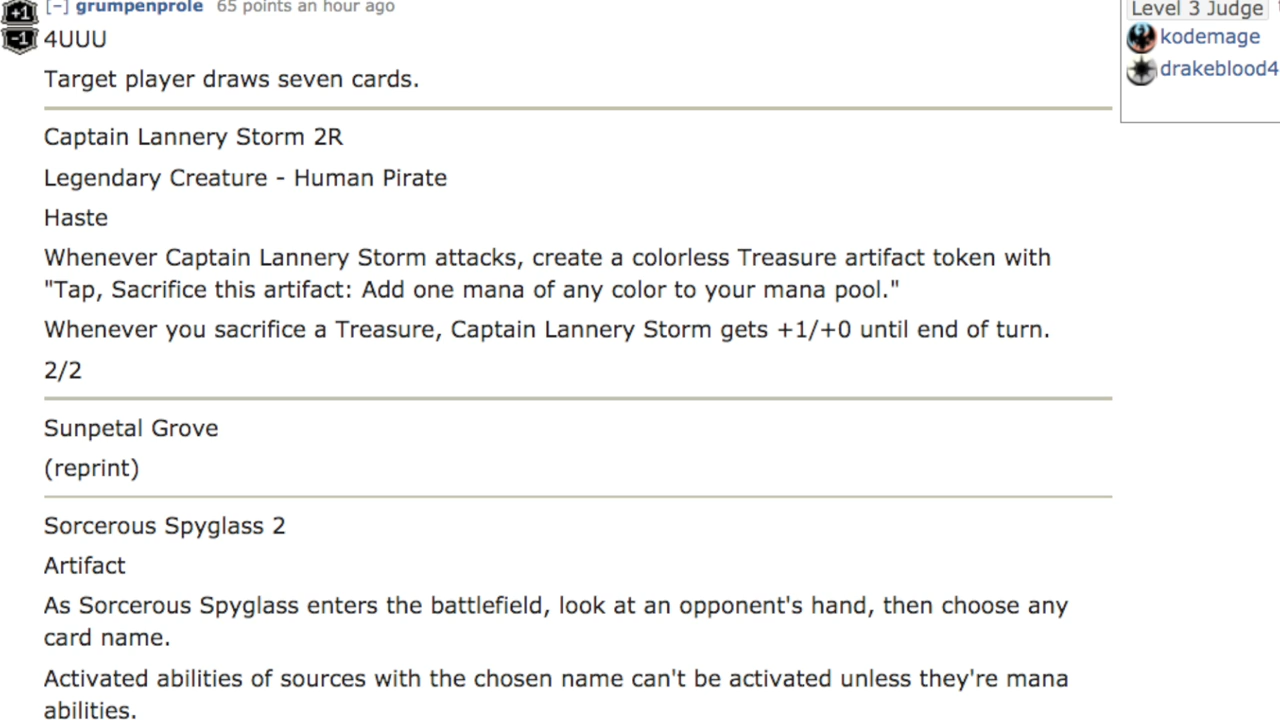 +1
[-] grumpenprole 65 points an hour ago
-1
4UUU
Target player draws seven cards.
Captain Lannery Storm 2R
Legendary Creature - Human Pirate
Haste
Whenever Captain Lannery Storm attacks, create a colorless Treasure artifact token with
"Tap, Sacrifice this artifact: Add one mana of any color to your mana pool."
Whenever you sacrifice a Treasure, Captain Lannery Storm gets +1/+0 until end of turn.
2/2
Sunpetal Grove
(reprint)
Sorcerous Spyglass 2
Artifact
As Sorcerous Spyglass enters the battlefield, look at an opponent's hand, then choose any
card name.
Activated abilities of sources with the chosen name can't be activated unless they're mana
abilities.
Level 3 Judge
kodemage
drakeblood4